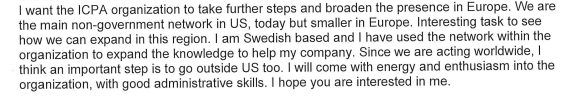 I want the ICPA organization to take further steps and broaden the presence in Europe. We are
the main non-government network in US, today but smaller in Europe. Interesting task to see
how we can expand in this region. I am Swedish based and I have used the network within the
organization to expand the knowledge to help my company. Since we are acting worldwide, I
think an important step is to go outside US too. I will come with energy and enthusiasm into the
organization, with good administrative skills. I hope you are interested in me.